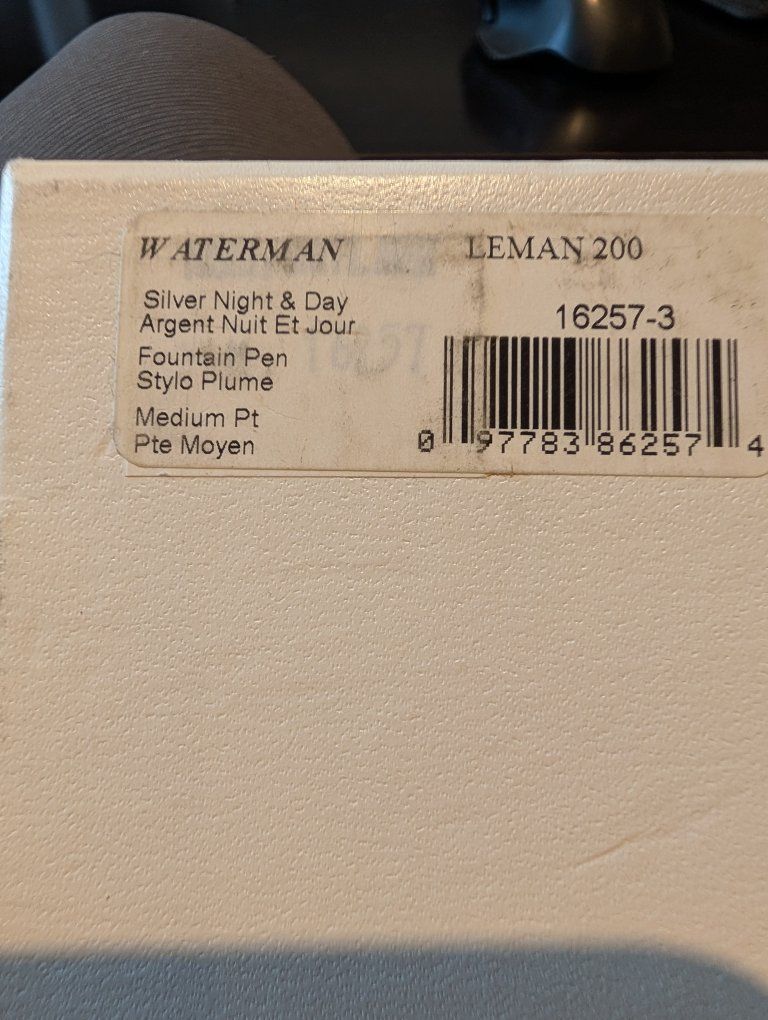 WATERMAN LEMAN 200
Silver Night & Day
Argent Nuit Et Jour
16257-3
Fountain Pen
Stylo Plume
Medium Pt
Pte Moyen
0 97783 86257 4